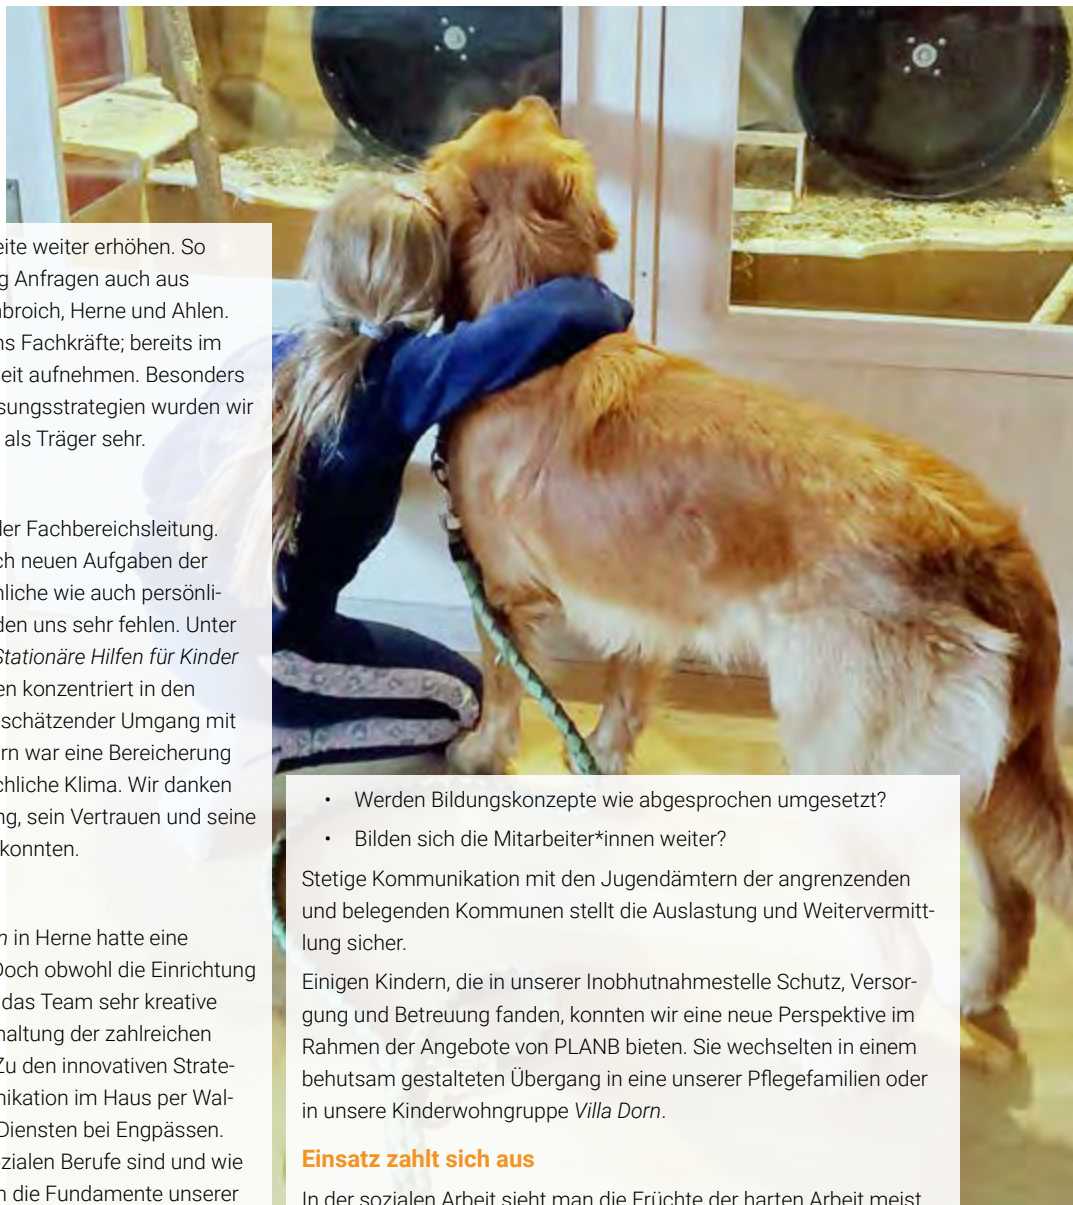 eite weiter erhöhen. So
g Anfragen auch aus
broich, Herne und Ahlen.
ns Fachkräfte; bereits im
eit aufnehmen. Besonders
sungsstrategien wurden wir
als Träger sehr.
der Fachbereichsleitung.
ch neuen Aufgaben der
nliche wie auch persönli-
den uns sehr fehlen. Unter
Stationäre Hilfen für Kinder
en konzentriert in den
schätzender Umgang mit
rn war eine Bereicherung
chliche Klima. Wir danken
ng, sein Vertrauen und seine
konnten.
n in Herne hatte eine
Doch obwohl die Einrichtung
das Team sehr kreative
haltung der zahlreichen
Zu den innovativen Strate-
nikation im Haus per Wal-
Diensten bei Engpässen.
ozialen Berufe sind und wie
n die Fundamente unserer
• Werden Bildungskonzepte wie abgesprochen umgesetzt?
• Bilden sich die Mitarbeiter*innen weiter?
Stetige Kommunikation mit den Jugendämtern der angrenzenden
und belegenden Kommunen stellt die Auslastung und Weitervermitt-
lung sicher.
Einigen Kindern, die in unserer Inobhutnahmestelle Schutz, Versor-
gung und Betreuung fanden, konnten wir eine neue Perspektive im
Rahmen der Angebote von PLANB bieten. Sie wechselten in einem
behutsam gestalteten Übergang in eine unserer Pflegefamilien oder
in unsere Kinderwohngruppe Villa Dorn.
Einsatz zahlt sich aus
In der sozialen Arbeit sieht man die Früchte der harten Arbeit meist